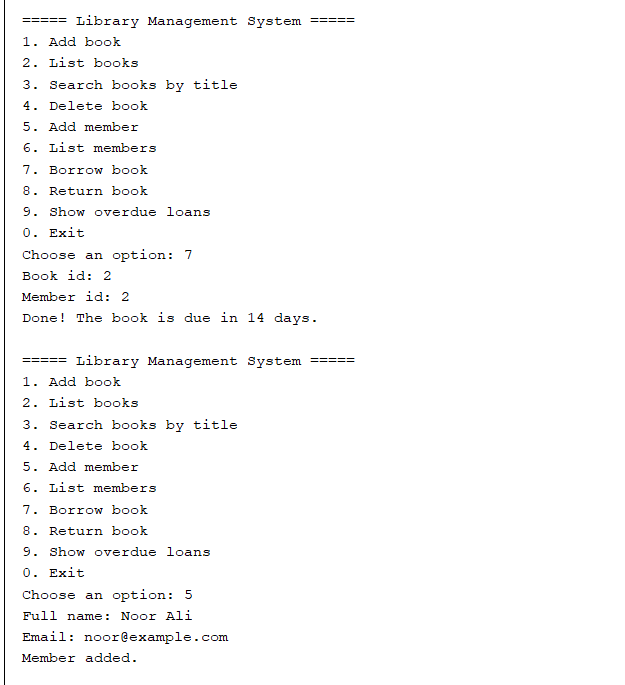 ===== Library Management System =====
1. Add book
2. List books
3. Search books by title
4. Delete book
5. Add member
6. List members
7. Borrow book
8. Return book
9. Show overdue loans
0. Exit
Choose an option: 7
Book id: 2
Member id: 2
Done! The book is due in 14 days.

===== Library Management System =====
1. Add book
2. List books
3. Search books by title
4. Delete book
5. Add member
6. List members
7. Borrow book
8. Return book
9. Show overdue loans
0. Exit
Choose an option: 5
Full name: Noor Ali
Email: noor@example.com
Member added.